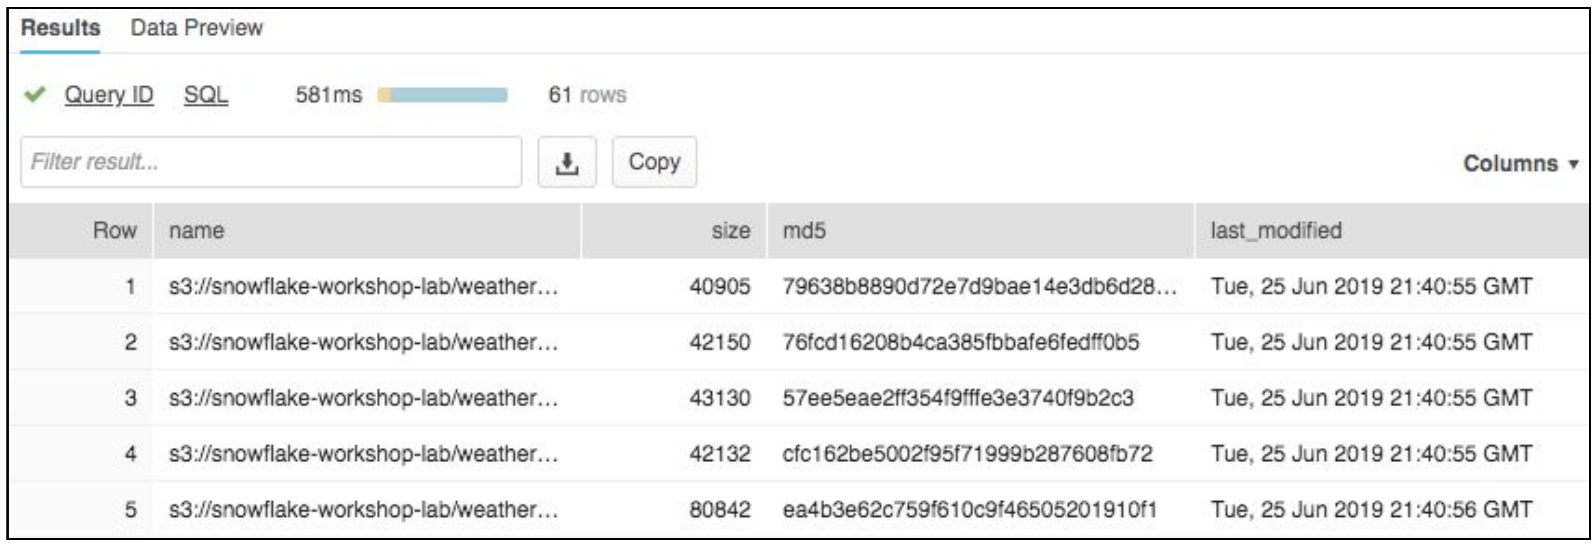 Results Data Preview
Query ID SQL 581ms 61 rows
Filter result... Copy Columns
Row name size md5 last_modified
1 s3://snowflake-workshop-lab/weather... 40905 79638b8890d72e7d9bae14e3db6d28... Tue, 25 Jun 2019 21:40:55 GMT
2 s3://snowflake-workshop-lab/weather... 42150 76fcd16208b4ca385fbbafe6fedff0b5 Tue, 25 Jun 2019 21:40:55 GMT
3 s3://snowflake-workshop-lab/weather... 43130 57ee5eae2ff354f9fffe3e3740f9b2c3 Tue, 25 Jun 2019 21:40:55 GMT
4 s3://snowflake-workshop-lab/weather... 42132 cfc162be5002f95f71999b287608fb72 Tue, 25 Jun 2019 21:40:55 GMT
5 s3://snowflake-workshop-lab/weather... 80842 ea4b3e62c759f610c9f46505201910f1 Tue, 25 Jun 2019 21:40:56 GMT